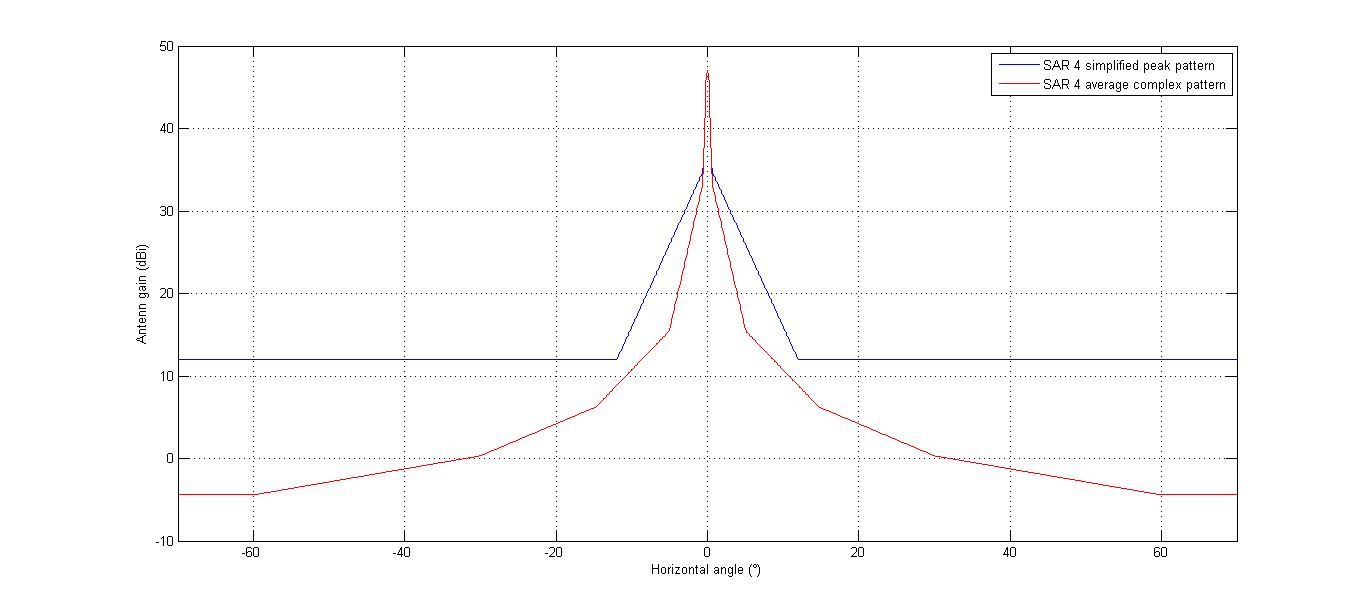 50
SAR 4 simplified peak pattern
SAR 4 average complex pattern
40
30
Antenn gain (dBi)
20
10
0
-10
-60 -40 -20 0 20 40 60
Horizontal angle (°)